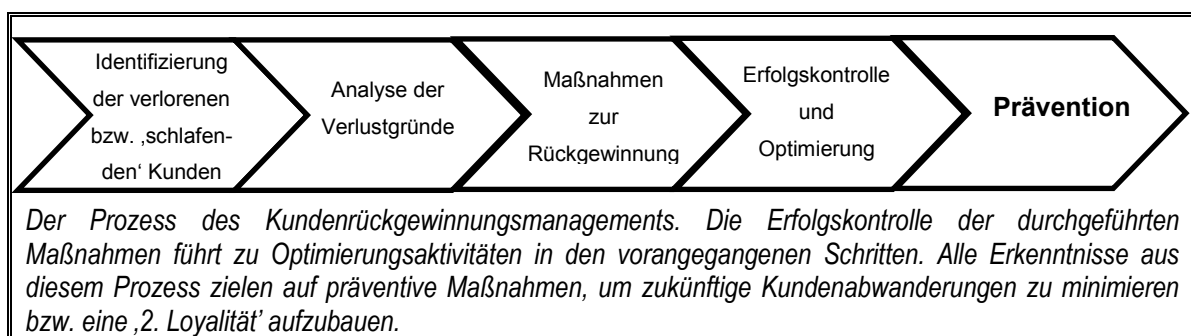 Identifizierung
der verlorenen
bzw. ‚schlafen-
den‘ Kunden
Analyse der
Verlustgründe
Maßnahmen
zur
Rückgewinnung
Erfolgskontrolle
und
Optimierung
Prävention
Der Prozess des Kundenrückgewinnungsmanagements. Die Erfolgskontrolle der durchgeführten
Maßnahmen führt zu Optimierungsaktivitäten in den vorangegangenen Schritten. Alle Erkenntnisse aus
diesem Prozess zielen auf präventive Maßnahmen, um zukünftige Kundenabwanderungen zu minimieren
bzw. eine ‚2. Loyalität’ aufzubauen.